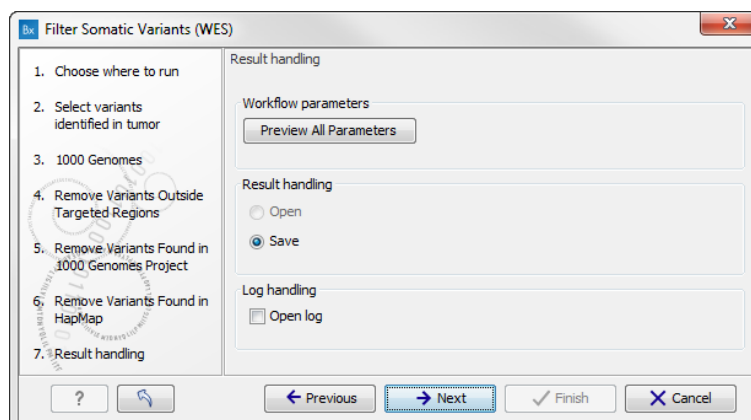 Bx Filter Somatic Variants (WES)
X
1. Choose where to run
2. Select variants
identified in tumor
3. 1000 Genomes
4. Remove Variants Outside
Targeted Regions
5. Remove Variants Found in
1000 Genomes Project
6. Remove Variants Found in
HapMap
7. Result handling
Result handling
Workflow parameters
Preview All Parameters
Result handling
Open
Save
Log handling
Open log
?
Previous
Next
Finish
Cancel